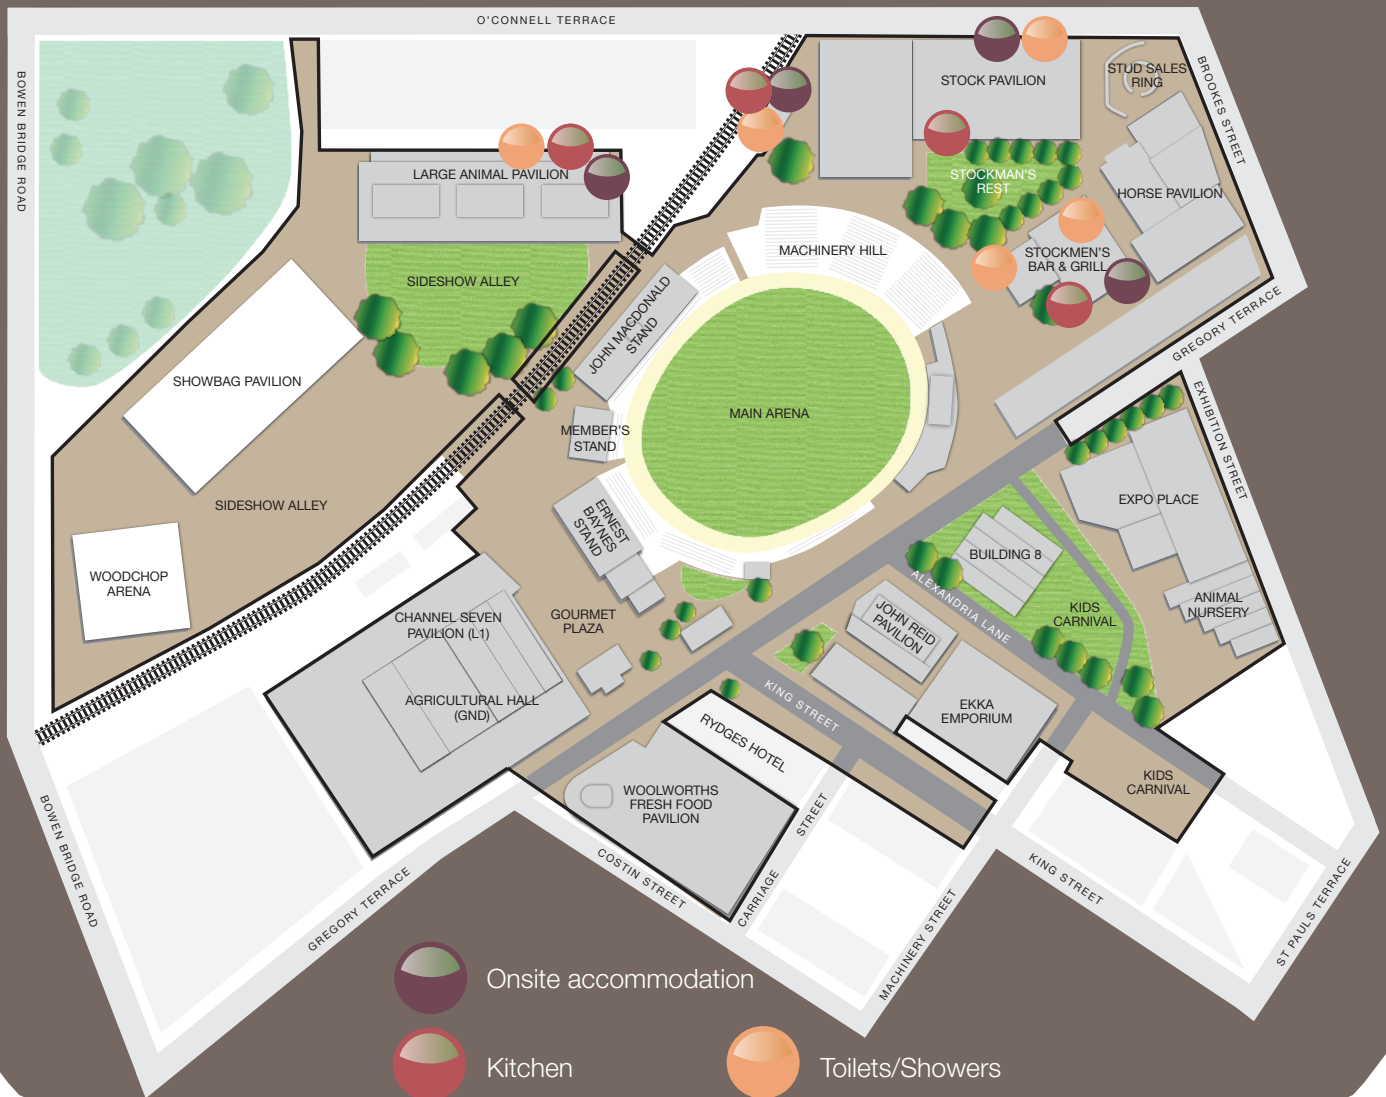 O'CONNELL TERRACE
BOWEN BRIDGE ROAD
BROOKES STREET
STOCK PAVILION
STUD SALES
RING
LARGE ANIMAL PAVILION
STOCKMAN'S
REST
HORSE PAVILION
MACHINERY HILL
STOCKMEN'S
BAR & GRILL
SIDESHOW ALLEY
JOHN MACDONALD
STAND
GREGORY TERRACE
SHOWBAG PAVILION
MAIN ARENA
MEMBER'S
STAND
EXHIBITION STREET
SIDESHOW ALLEY
ERNEST
BAYNES
STAND
EXPO PLACE
WOODCHOP
ARENA
BUILDING 8
ALEXANDRIA LANE
ANIMAL
NURSERY
KIDS
CARNIVAL
JOHN REID
PAVILION
GOURMET
PLAZA
CHANNEL SEVEN
PAVILION (L1)
AGRICULTURAL HALL
(GND)
KING STREET
EKKA
EMPORIUM
RYDGES HOTEL
WOOLWORTHS
FRESH FOOD
PAVILION
KIDS
CARNIVAL
BOWEN BRIDGE ROAD
GREGORY TERRACE
COSTIN STREET
CARRIAGE STREET
MACHINERY STREET
KING STREET
ST PAULS TERRACE
Onsite accommodation
Kitchen
Toilets/Showers